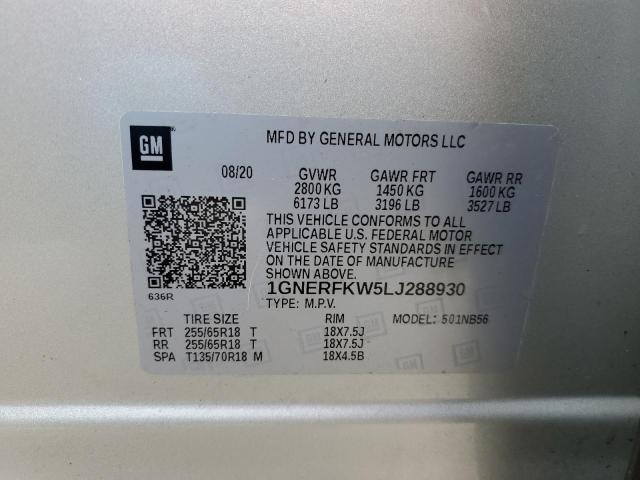 GM
MFD BY GENERAL MOTORS LLC
08/20 GVWR GAWR FRT GAWR RR
2800 KG 1450 KG 1600 KG
6173 LB 3196 LB 3527 LB
THIS VEHICLE CONFORMS TO ALL
APPLICABLE U.S. FEDERAL MOTOR
VEHICLE SAFETY STANDARDS IN EFFECT
ON THE DATE OF MANUFACTURE
SHOWN ABOVE.
636R
1GNERFKW5LJ288930
TYPE: M.P.V.
TIRE SIZE RIM MODEL: 501NB56
FRT 255/65R18 T 18X7.5J
RR 255/65R18 T 18X7.5J
SPA T135/70R18 M 18X4.5B